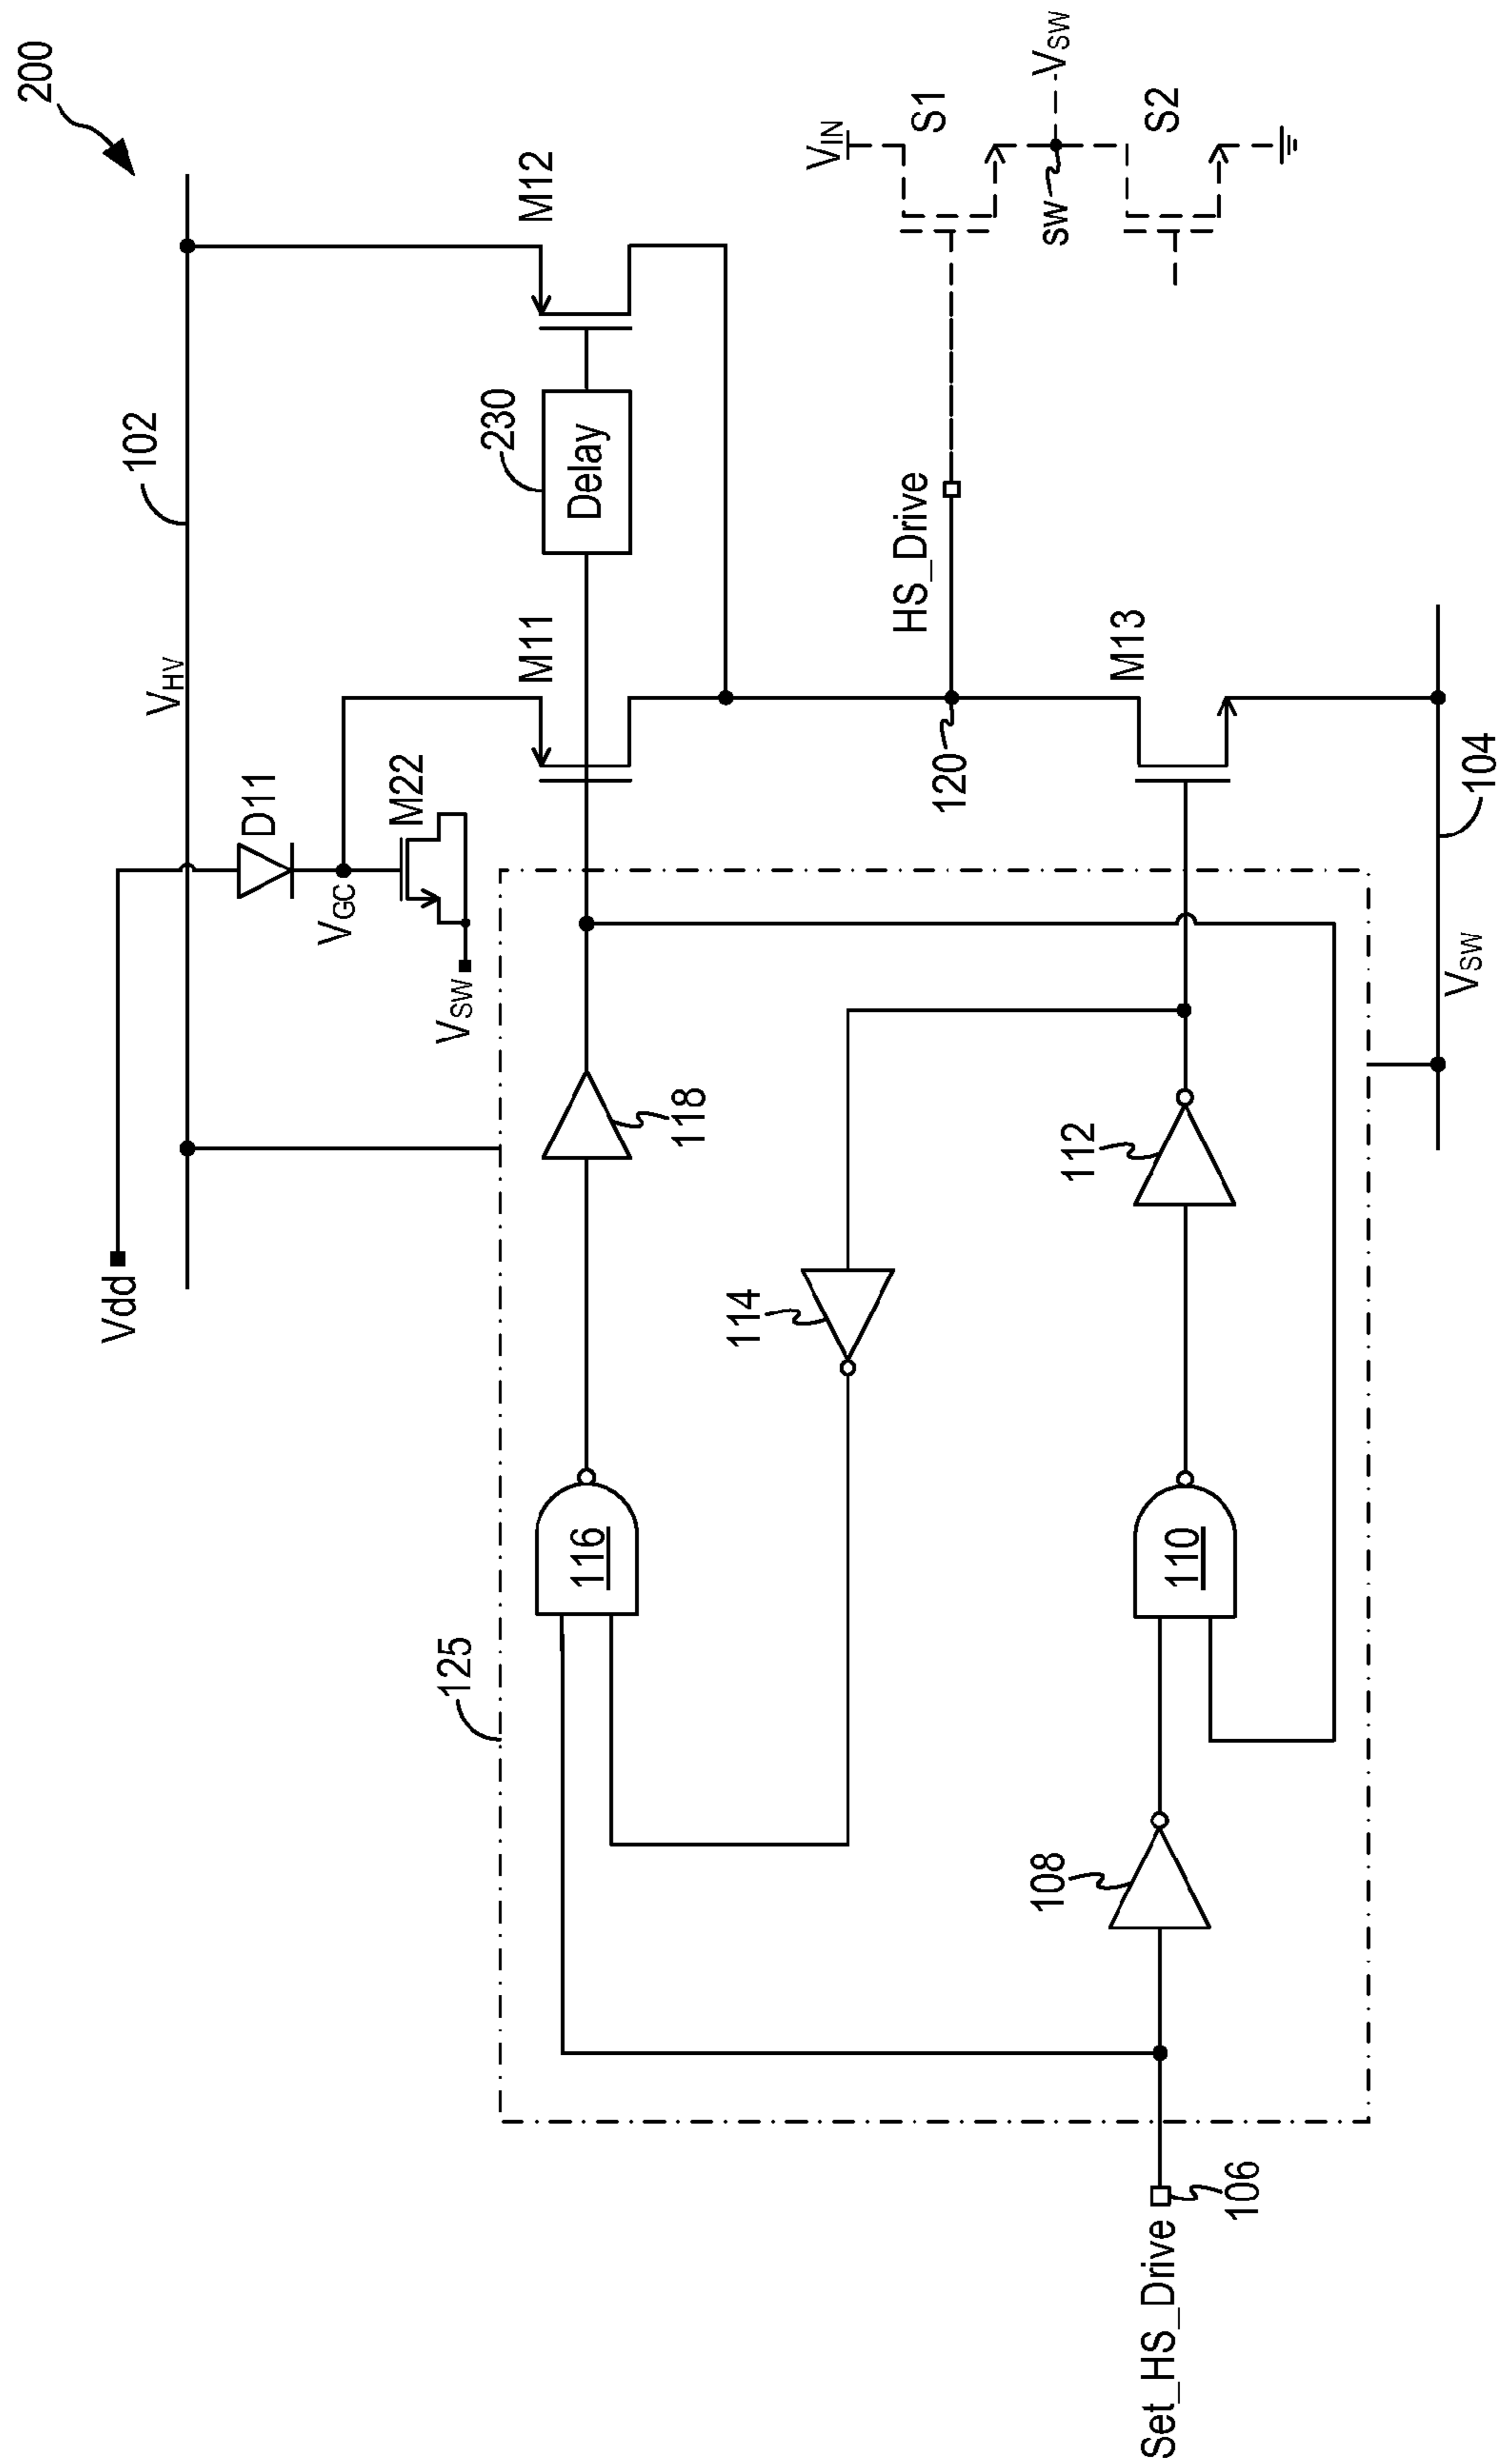 200
102
V_HV
Vdd
D11
V_GC
M22
V_SW
M11
M12
230
Delay
V_IN
S1
HS_Drive
120
sw
V_SW
S2
M13
104
V_SW
125
116
118
114
112
110
108
Set_HS_Drive
106